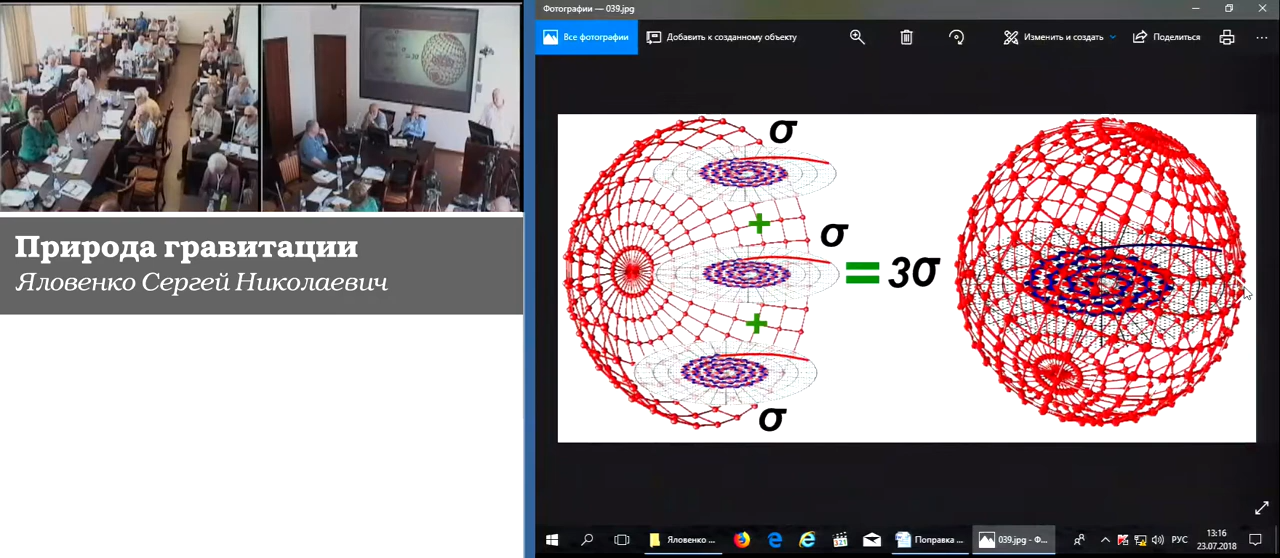 Природа гравитации
Яловенко Сергей Николаевич
Фотографии — 039.jpg
Все фотографии
Добавить к созданному объекту
Изменить и создать
Поделиться
σ
+
σ
= 3σ
+
σ
Яловенко ...
Поправка ...
039.jpg - Ф...
РУС
13:16
23.07.2018